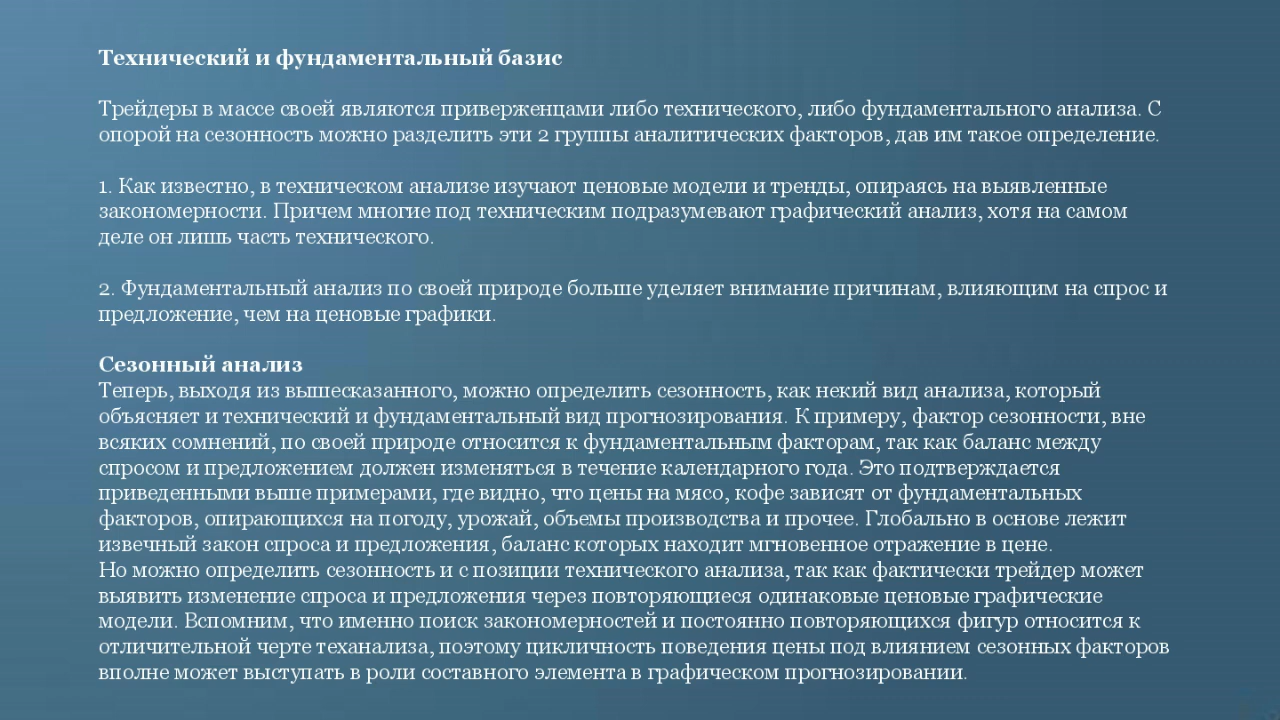 Технический и фундаментальный базис
Трейдеры в массе своей являются приверженцами либо технического, либо фундаментального анализа. С
опорой на сезонность можно разделить эти 2 группы аналитических факторов, дав им такое определение.
1. Как известно, в техническом анализе изучают ценовые модели и тренды, опираясь на выявленные
закономерности. Причем многие под техническим подразумевают графический анализ, хотя на самом
деле он лишь часть технического.
2. Фундаментальный анализ по своей природе больше уделяет внимание причинам, влияющим на спрос и
предложение, чем на ценовые графики.
Сезонный анализ
Теперь, выходя из вышесказанного, можно определить сезонность, как некий вид анализа, который
объясняет и технический и фундаментальный вид прогнозирования. К примеру, фактор сезонности, вне
всяких сомнений, по своей природе относится к фундаментальным факторам, так как баланс между
спросом и предложением должен изменяться в течение календарного года. Это подтверждается
приведенными выше примерами, где видно, что цены на мясо, кофе зависят от фундаментальных
факторов, опирающихся на погоду, урожай, объемы производства и прочее. Глобально в основе лежит
извечный закон спроса и предложения, баланс которых находит мгновенное отражение в цене.
Но можно определить сезонность и с позиции технического анализа, так как фактически трейдер может
выявить изменение спроса и предложения через повторяющиеся одинаковые ценовые графические
модели. Вспомним, что именно поиск закономерностей и постоянно повторяющихся фигур относится к
отличительной черте теханализа, поэтому цикличность поведения цены под влиянием сезонных факторов
вполне может выступать в роли составного элемента в графическом прогнозировании.